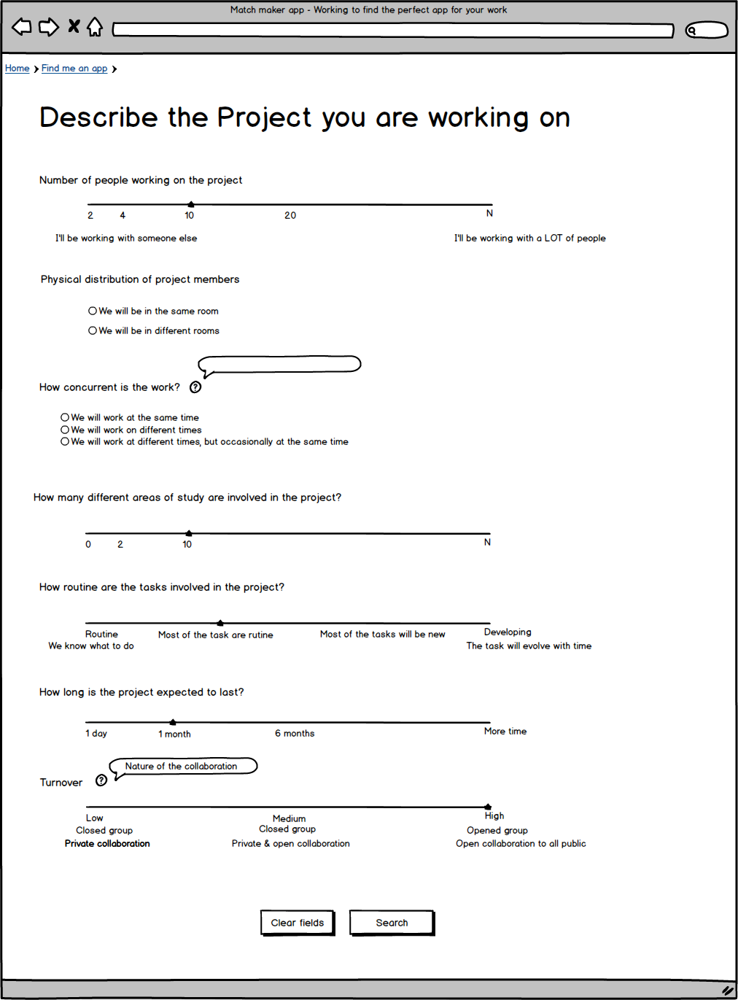 Match maker app - Working to find the perfect app for your work
Home
Find me an app
Describe the Project you are working on
Number of people working on the project
2 4 10 20 N
I'll be working with someone else I'll be working with a LOT of people
Physical distribution of project members
We will be in the same room
We will be in different rooms
How concurrent is the work? ?
We will work at the same time
We will work on different times
We will work at different times, but occasionally at the same time
How many different areas of study are involved in the project?
0 2 10 N
How routine are the tasks involved in the project?
Routine Most of the task are rutine Most of the tasks will be new Developing
We know what to do The task will evolve with time
How long is the project expected to last?
1 day 1 month 6 months More time
Nature of the collaboration
Turnover ?
Low Medium High
Closed group Closed group Opened group
Private collaboration Private & open collaboration Open collaboration to all public
Clear fields Search